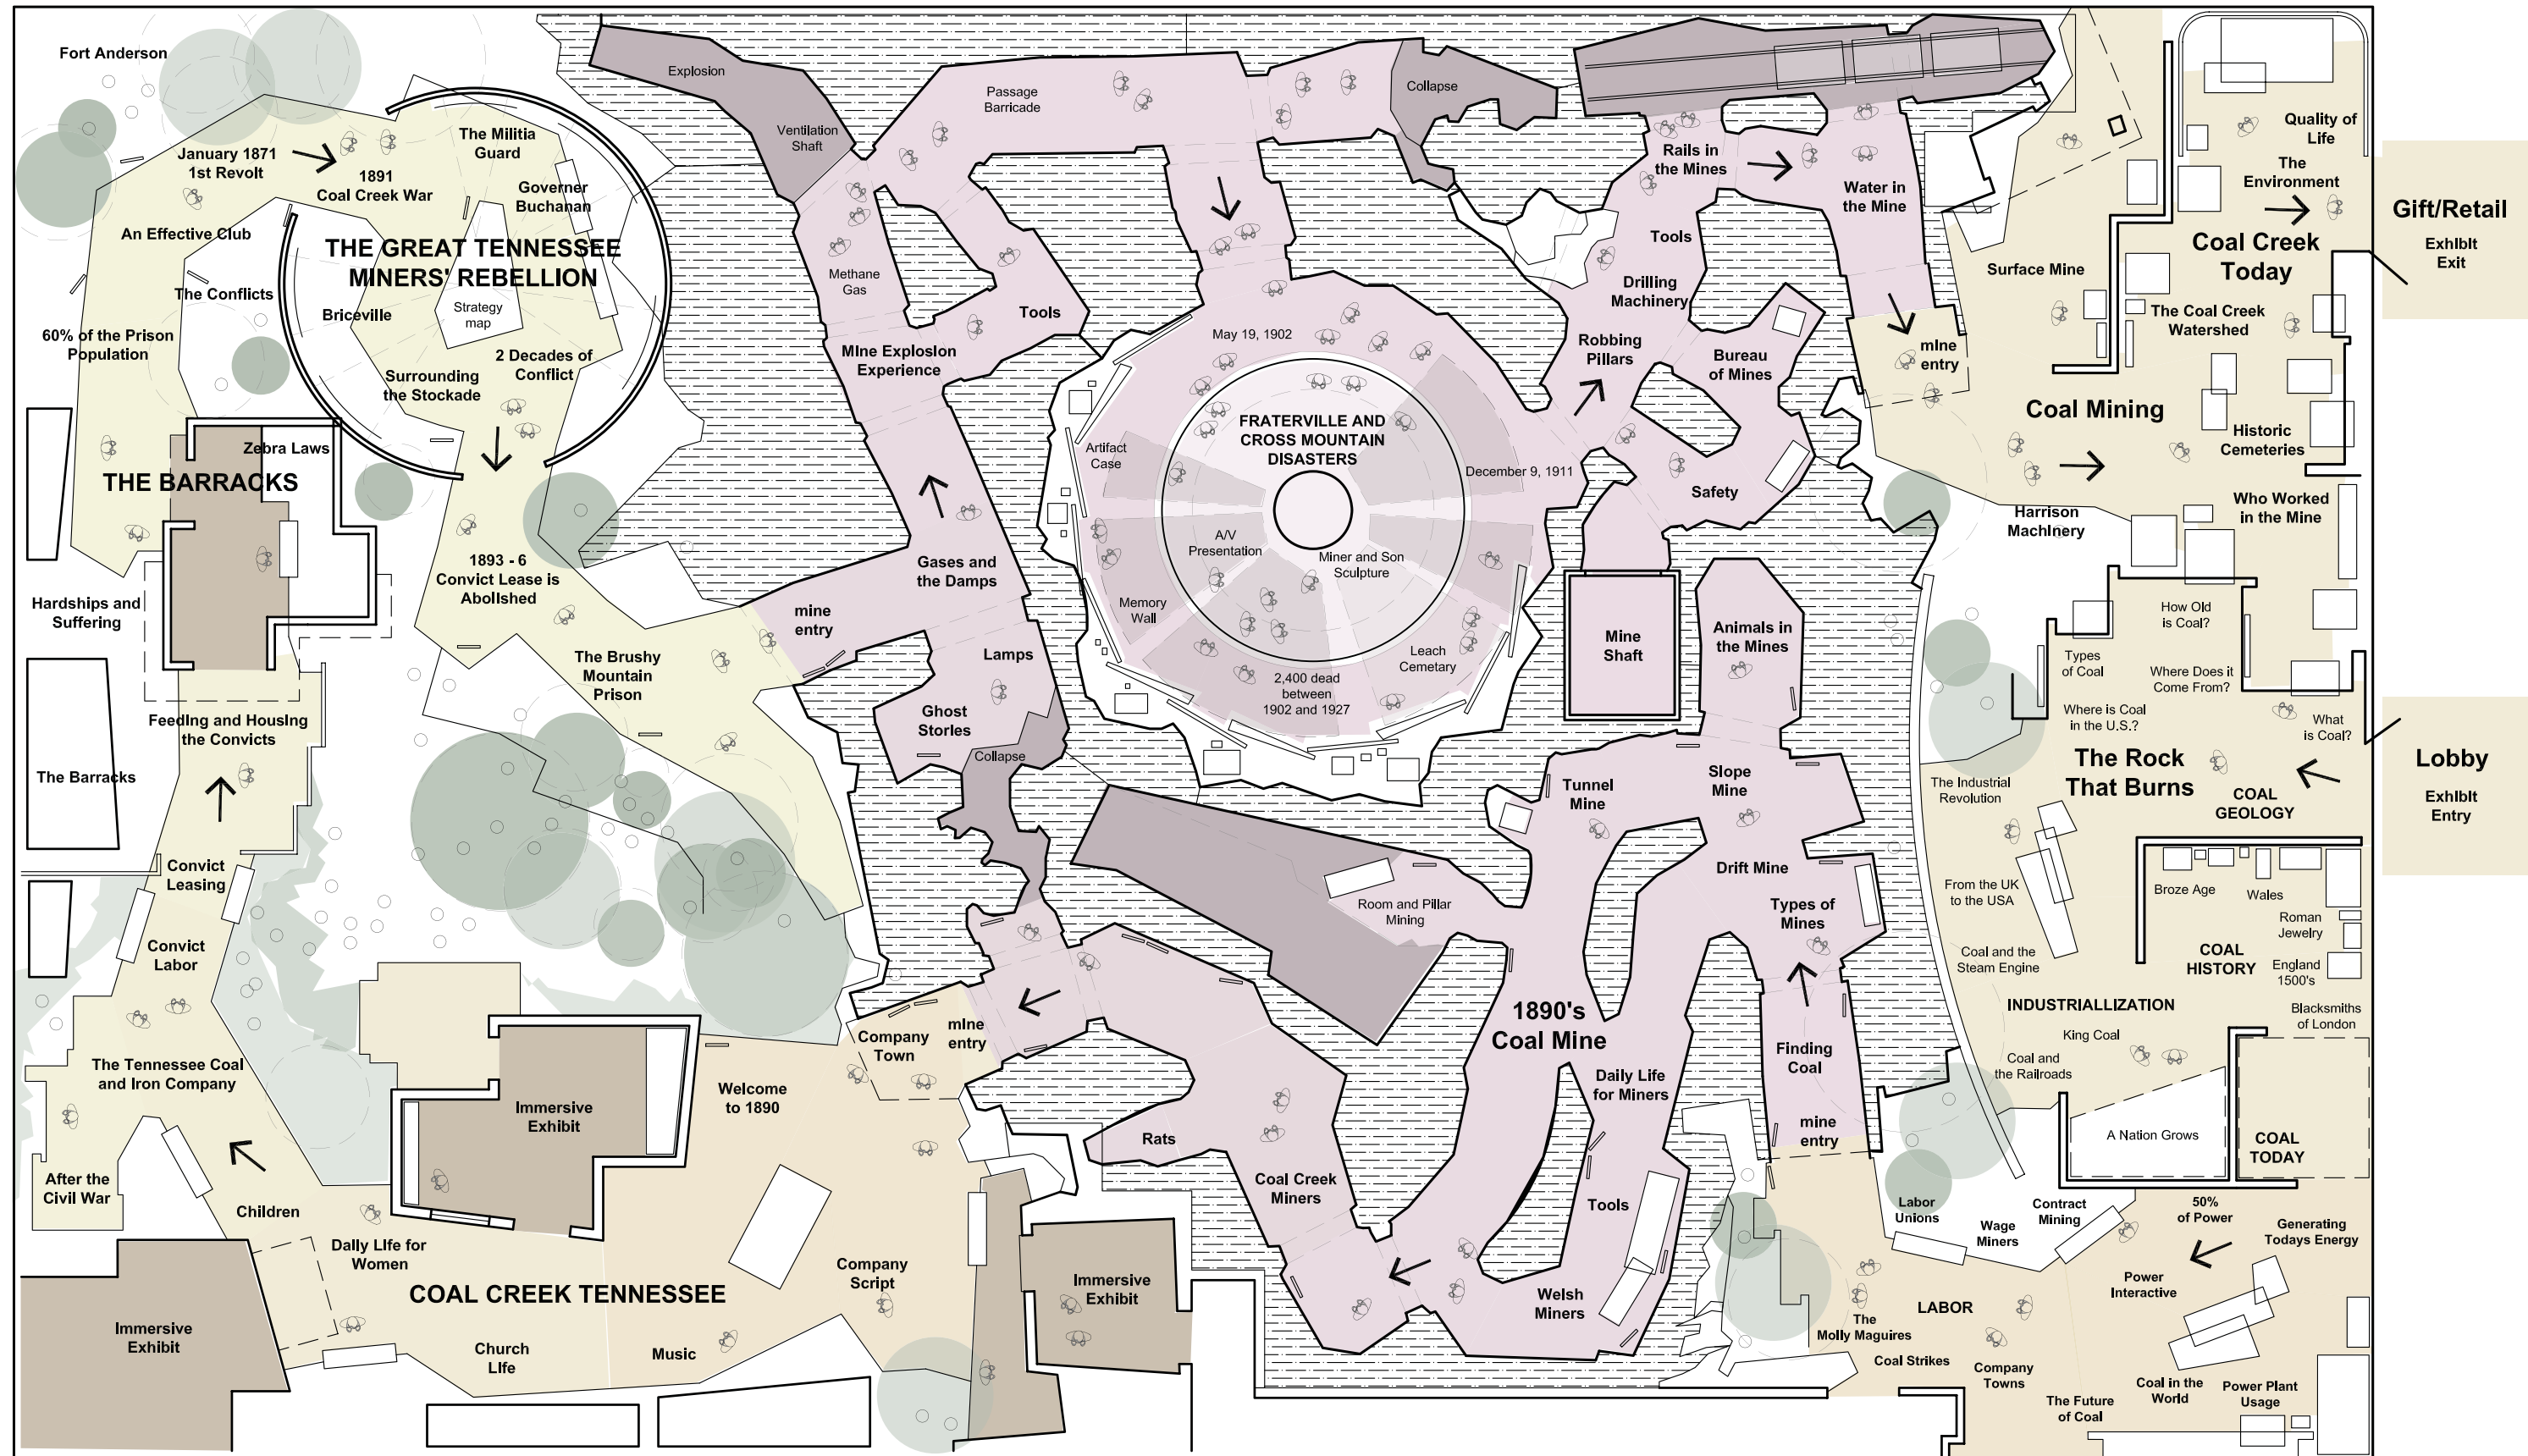 Fort Anderson
January 1871
1st Revolt
1891
Coal Creek War
The Militia
Guard
Governer
Buchanan
An Effective Club
THE GREAT TENNESSEE
MINERS' REBELLION
The Conflicts
Briceville
Strategy
map
60% of the Prison
Population
2 Decades of
Conflict
Surrounding
the Stockade
Zebra Laws
THE BARRACKS
1893 - 6
Convict Lease is
Abolished
Hardships and
Suffering
The Brushy
Mountain
Prison
Feeding and Housing
the Convicts
The Barracks
Convict
Leasing
Convict
Labor
The Tennessee Coal
and Iron Company
After the
Civil War
Children
Daily Life for
Women
Immersive
Exhibit
Immersive
Exhibit
COAL CREEK TENNESSEE
Church
Life
Music
Welcome
to 1890
Company
Town
mine
entry
Company
Script
Immersive
Exhibit
Explosion
Ventilation
Shaft
Passage
Barricade
Collapse
Methane
Gas
Tools
Mine Explosion
Experience
Gases and
the Damps
mine
entry
Lamps
Ghost
Stories
Collapse
May 19, 1902
FRATERVILLE AND
CROSS MOUNTAIN
DISASTERS
Artifact
Case
December 9, 1911
A/V
Presentation
Miner and Son
Sculpture
Memory
Wall
Leach
Cemetary
2,400 dead
between
1902 and 1927
Rails in
the Mines
Water in
the Mine
Tools
Drilling
Machinery
Robbing
Pillars
Bureau
of Mines
Safety
mine
entry
Mine
Shaft
Animals in
the Mines
Tunnel
Mine
Slope
Mine
Drift Mine
Types of
Mines
Room and Pillar
Mining
1890's
Coal Mine
Finding
Coal
Daily Life
for Miners
mine
entry
Rats
Coal Creek
Miners
Tools
Welsh
Miners
Surface Mine
Coal Mining
Harrison
Machinery
Quality of
Life
The
Environment
Coal Creek
Today
The Coal Creek
Watershed
Historic
Cemeteries
Who Worked
in the Mine
Gift/Retail
Exhibit
Exit
How Old
is Coal?
Types
of Coal
Where Does it
Come From?
Where is Coal
in the U.S.?
What
is Coal?
The Rock
That Burns
COAL
GEOLOGY
Lobby
Exhibit
Entry
The Industrial
Revolution
From the UK
to the USA
Coal and the
Steam Engine
Broze Age
Wales
Roman
Jewelry
COAL
HISTORY
England
1500's
INDUSTRIALLIZATION
Blacksmiths
of London
King Coal
Coal and
the Railroads
A Nation Grows
COAL
TODAY
Labor
Unions
Wage
Miners
Contract
Mining
50%
of Power
Generating
Todays Energy
Power
Interactive
LABOR
The
Molly Maguires
Coal Strikes
Company
Towns
The Future
of Coal
Coal in the
World
Power Plant
Usage